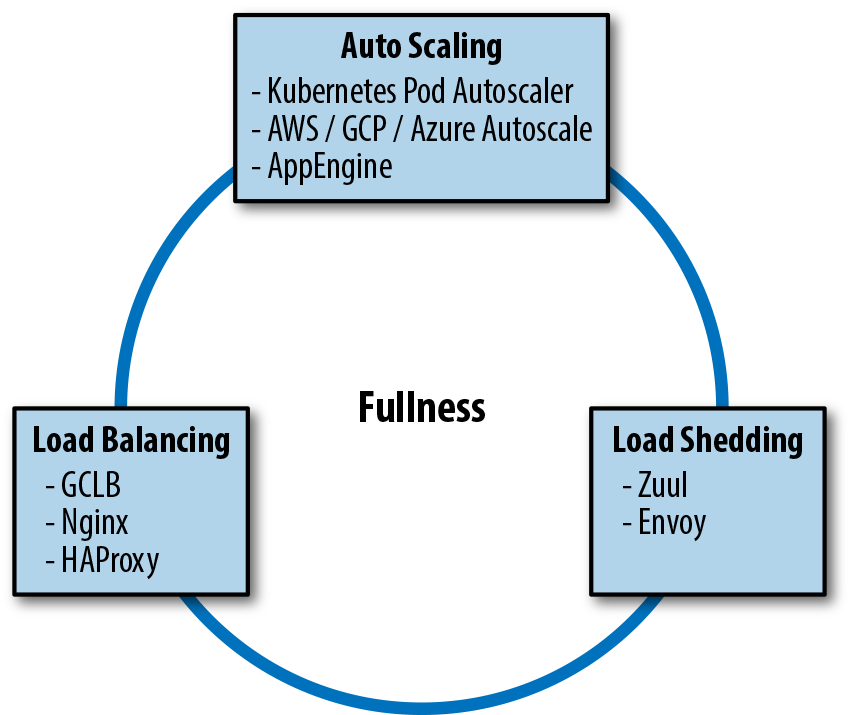 Auto Scaling
- Kubernetes Pod Autoscaler
- AWS / GCP / Azure Autoscale
- AppEngine
Fullness
Load Balancing
- GCLB
- Nginx
- HAProxy
Load Shedding
- Zuul
- Envoy